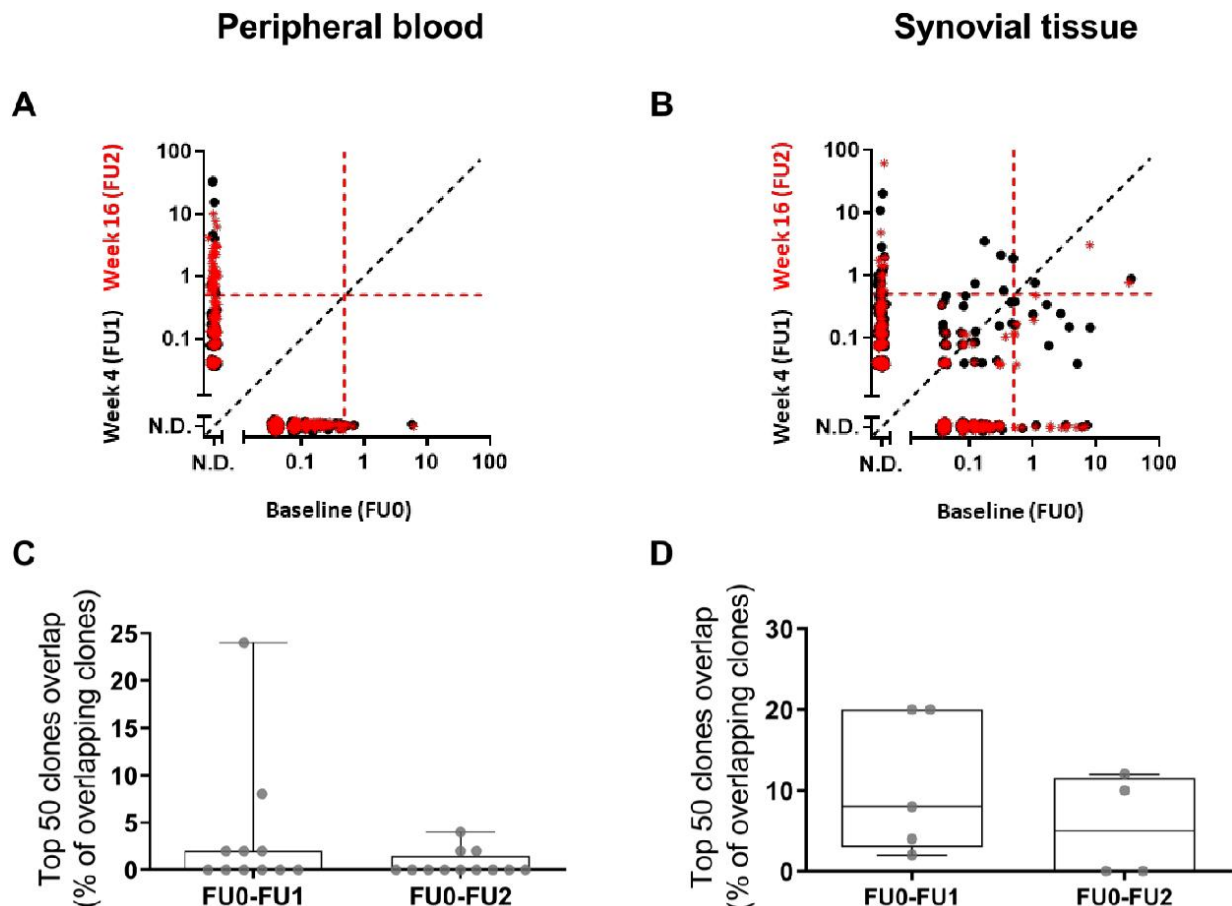 Peripheral blood
Synovial tissue
A
Week 4 (FU1) Week 16 (FU2)
100
10
1
0.1
N.D.
N.D.
0.1
1
10
100
Baseline (FU0)
B
Week 4 (FU1) Week 16 (FU2)
100
10
1
0.1
N.D.
N.D.
0.1
1
10
100
Baseline (FU0)
C
Top 50 clones overlap
(% of overlapping clones)
25
20
15
10
5
0
FU0-FU1
FU0-FU2
D
Top 50 clones overlap
(% of overlapping clones)
30
20
10
0
FU0-FU1
FU0-FU2